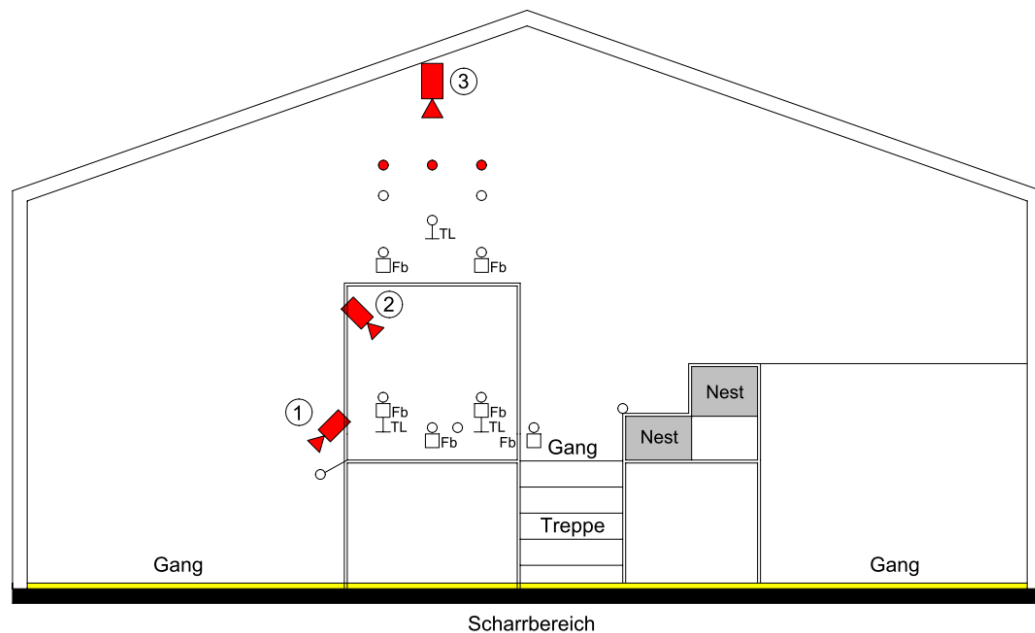 3
TL
Fb
Fb
2
Nest
1
Fb
Fb
TL
TL
Nest
Fb
Fb
Gang
Treppe
Gang
Gang
Scharrbereich